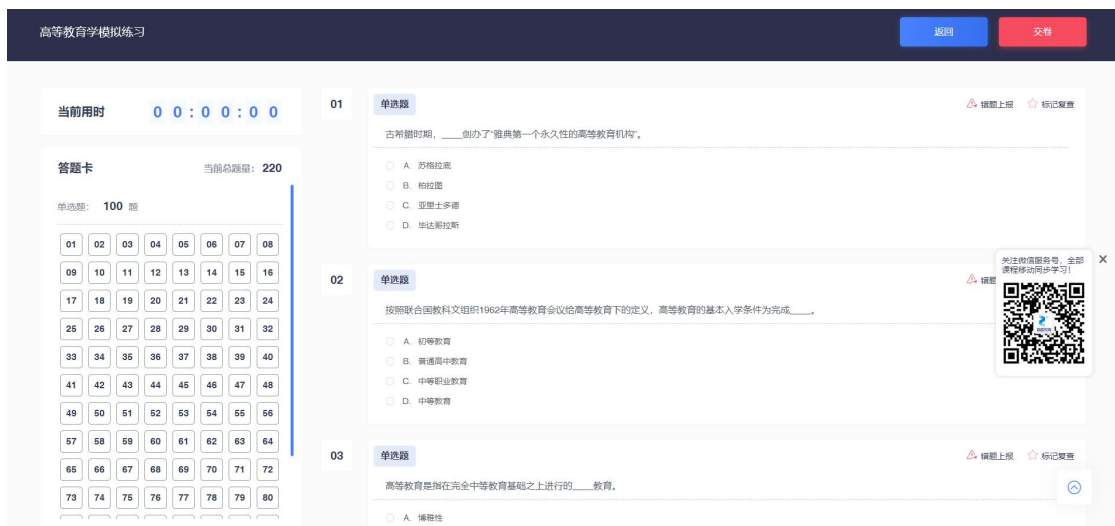 高等教育学模拟练习
返回
交卷
当前用时
00:00:00
答题卡
当前总题量：220
单选题： 100 题
01 02 03 04 05 06 07 08
09 10 11 12 13 14 15 16
17 18 19 20 21 22 23 24
25 26 27 28 29 30 31 32
33 34 35 36 37 38 39 40
41 42 43 44 45 46 47 48
49 50 51 52 53 54 55 56
57 58 59 60 61 62 63 64
65 66 67 68 69 70 71 72
73 74 75 76 77 78 79 80
01 单选题 错题上报 标记复查
古希腊时期，____创办了“雅典第一个永久性的高等教育机构”。
A. 苏格拉底
B. 柏拉图
C. 亚里士多德
D. 毕达哥拉斯
02 单选题 错题
按照联合国教科文组织1962年高等教育会议给高等教育下的定义，高等教育的基本入学条件为完成____。
A. 初等教育
B. 普通高中教育
C. 中等职业教育
D. 中等教育
关注微信服务号，全部
课程移动同步学习！
03 单选题 错题上报 标记复查
高等教育是指在完全中等教育基础之上进行的____教育。
A. 博雅性